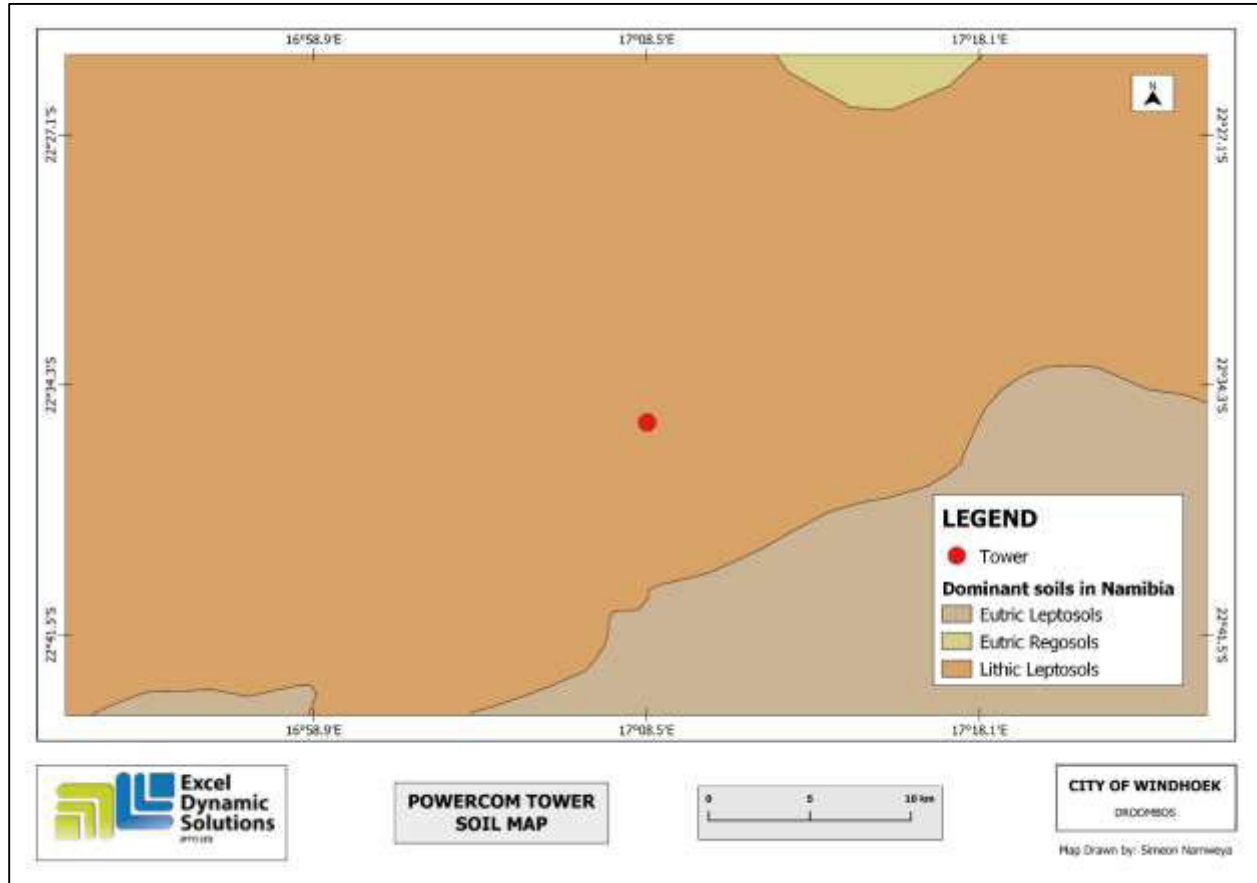 16°58.9'E 17°08.5'E 17°18.1'E
N
22°27.1'S 22°27.1'S
22°34.3'S 22°34.3'S
LEGEND
Tower
Dominant soils in Namibia
Eutric Leptosols
Eutric Regosols
Lithic Leptosols
22°41.5'S 22°41.5'S
16°58.9'E 17°08.5'E 17°18.1'E
Excel
Dynamic
Solutions
(PTY) LTD
POWERCOM TOWER
SOIL MAP
0 5 10 km
CITY OF WINDHOEK
DROOMBOS
Map Drawn by: Simeon Namweya